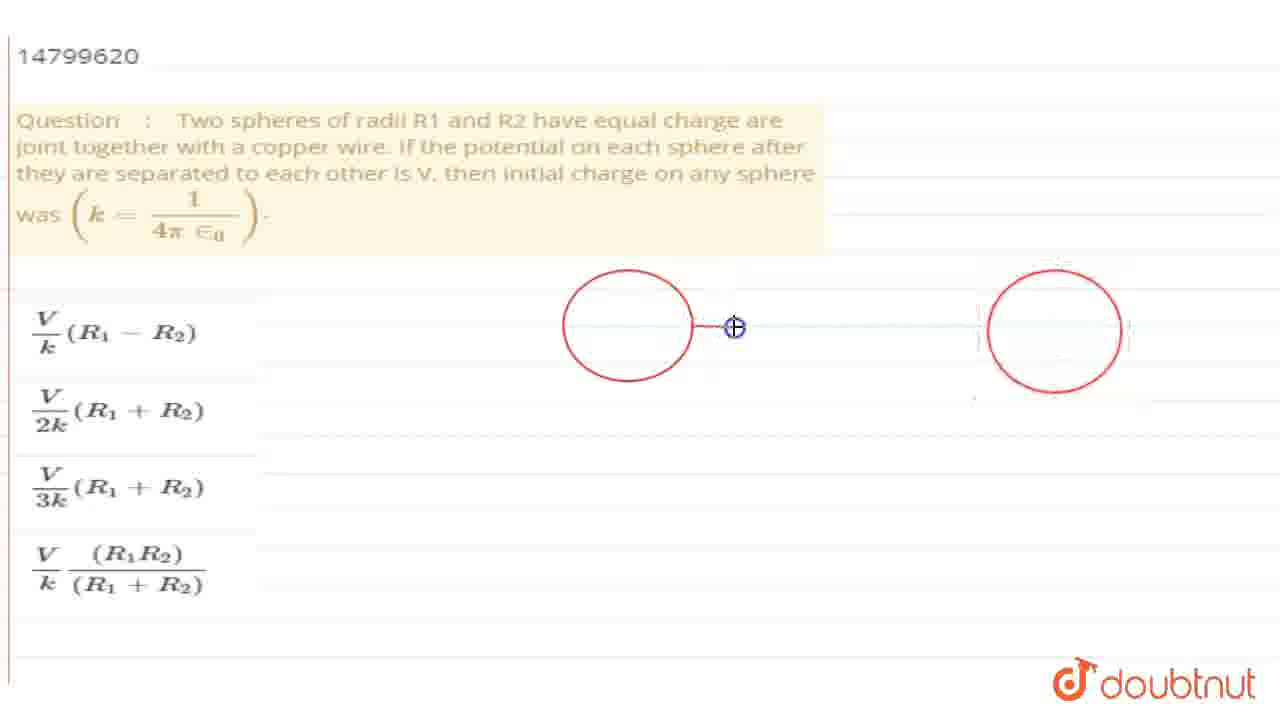 14799620
Question : Two spheres of radii R1 and R2 have equal charge are
joint together with a copper wire. If the potential on each sphere after
they are separated to each other is V, then initial charge on any sphere
was (k = 1/(4π ∈₀)).
V/k (R₁ − R₂)
V/2k (R₁ + R₂)
V/3k (R₁ + R₂)
V/k (R₁R₂)/(R₁ + R₂)
doubtnut